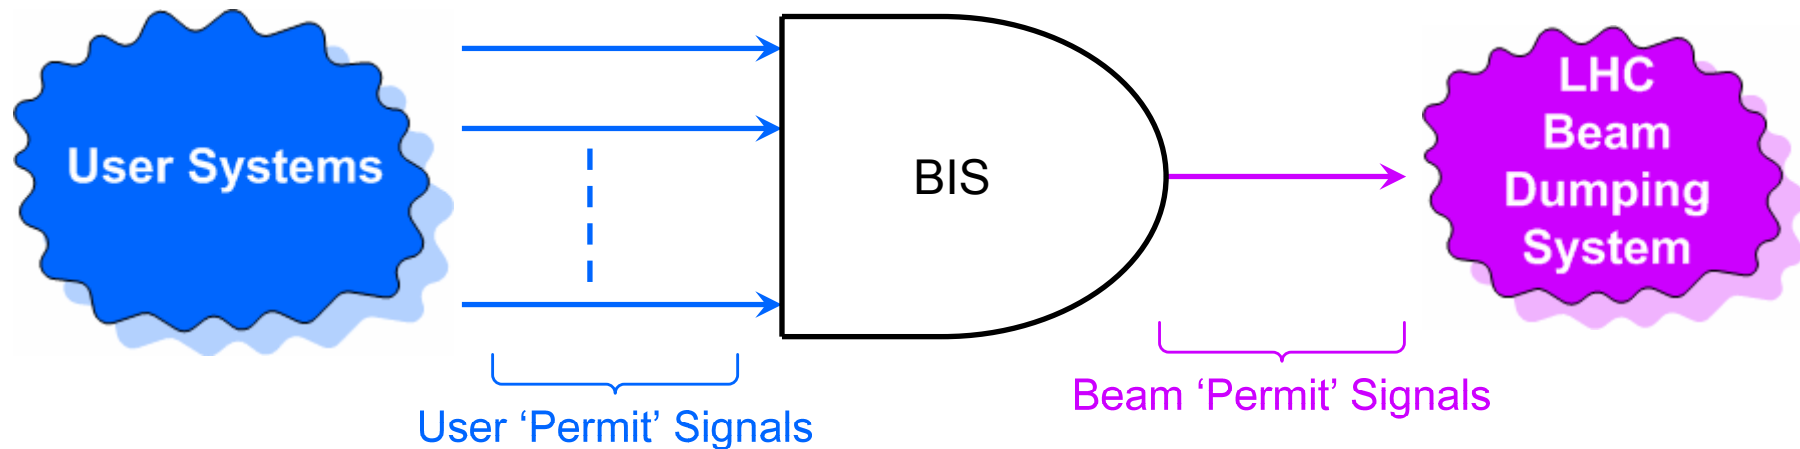 User Systems
BIS
LHC
Beam
Dumping
System
User ‘Permit’ Signals
Beam ‘Permit’ Signals